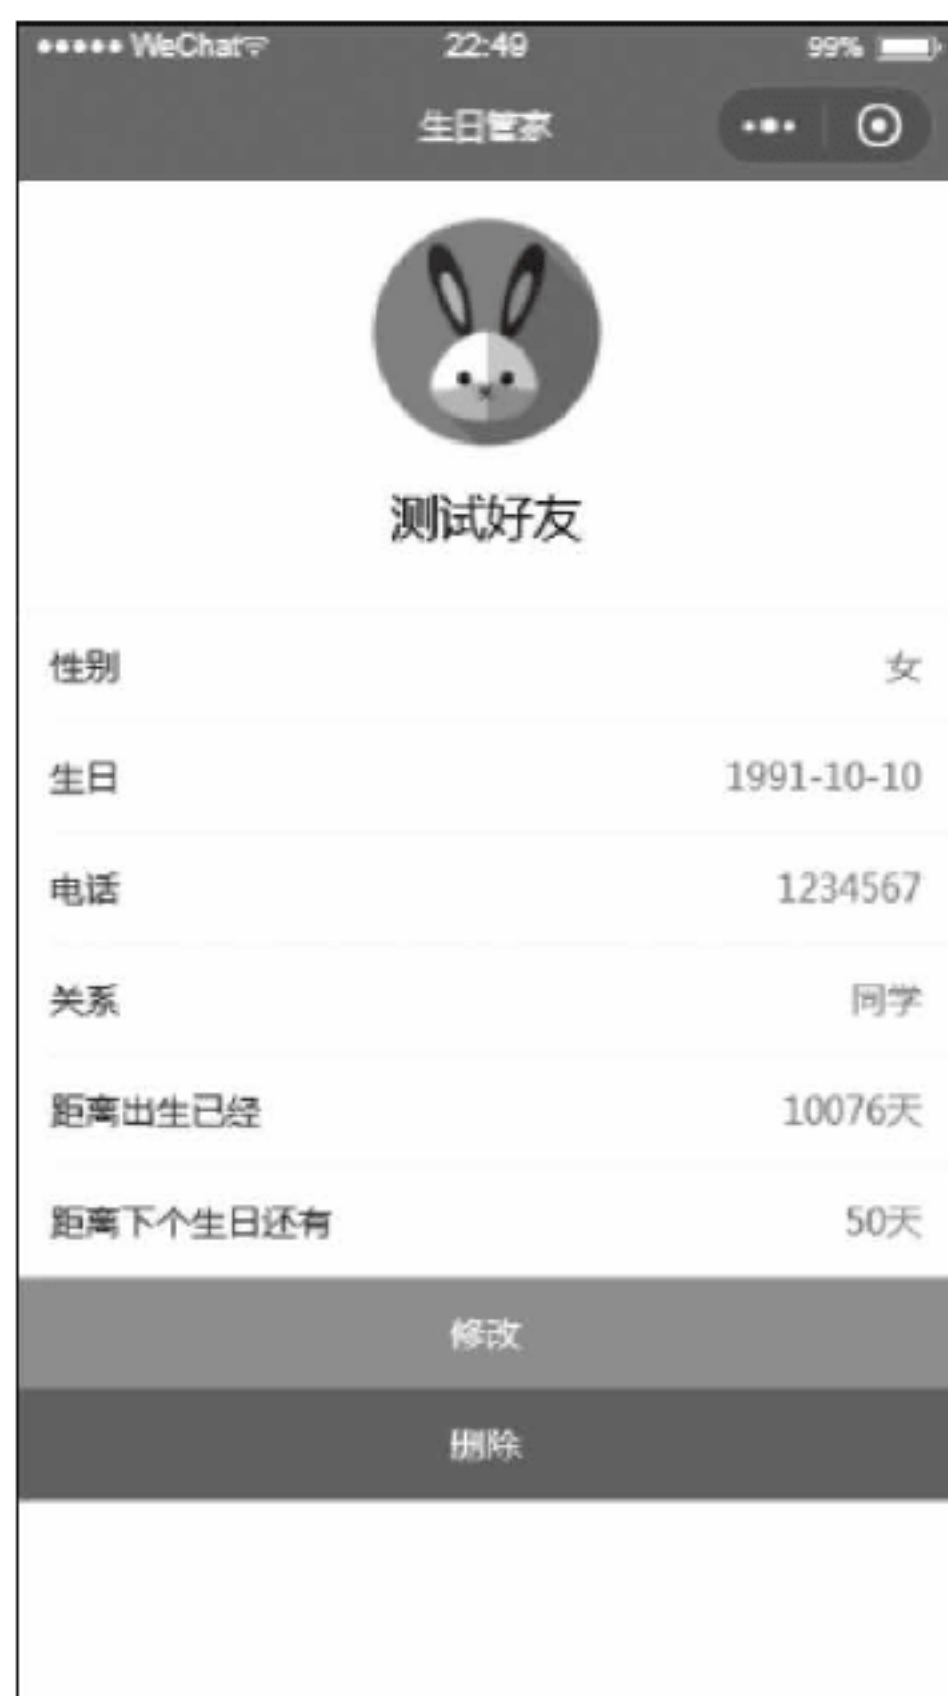 WeChat 22:49 99%
生日管家
测试好友
性别 女
生日 1991-10-10
电话 1234567
关系 同学
距离出生已经 10076天
距离下个生日还有 50天
修改
删除